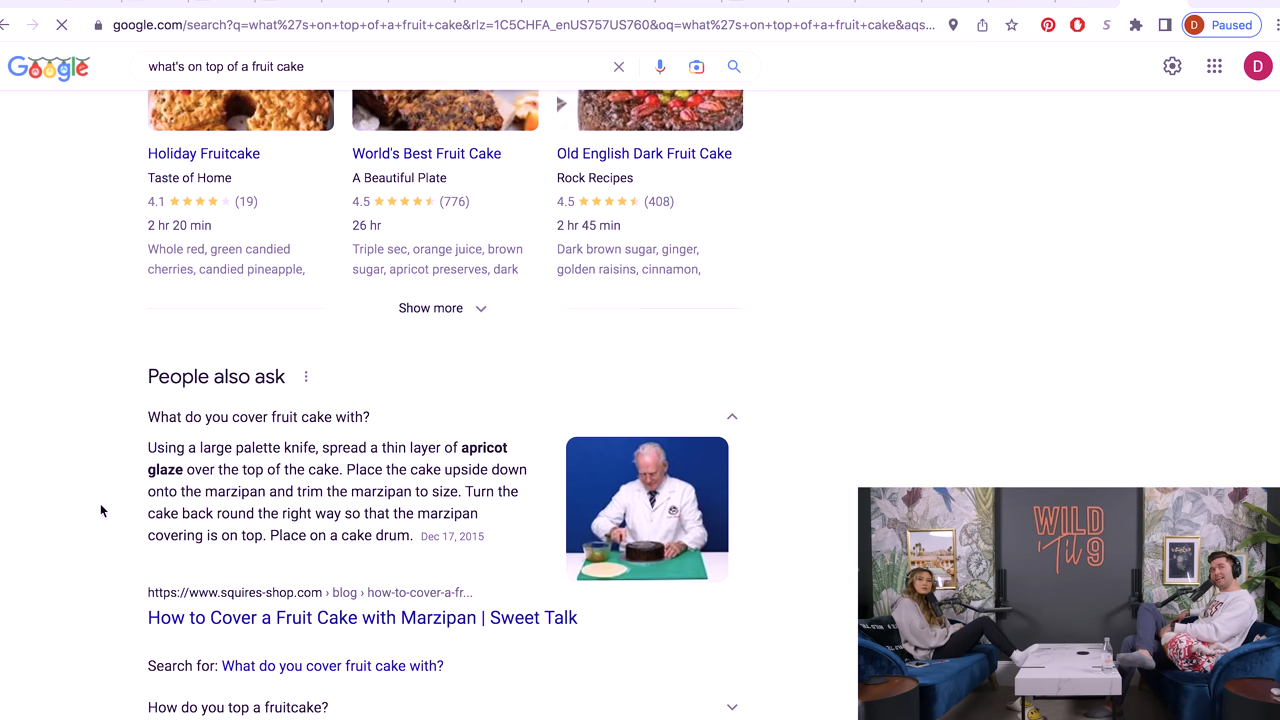 google.com/search?q=what%27s+on+top+of+a+fruit+cake&rlz=1C5CHFA_enUS757US760&oq=what%27s+on+top+of+a+fruit+cake&aqs...
D Paused
Google
what's on top of a fruit cake
D
Holiday Fruitcake
Taste of Home
4.1 (19)
2 hr 20 min
Whole red, green candied
cherries, candied pineapple,
World's Best Fruit Cake
A Beautiful Plate
4.5 (776)
26 hr
Triple sec, orange juice, brown
sugar, apricot preserves, dark
Old English Dark Fruit Cake
Rock Recipes
4.5 (408)
2 hr 45 min
Dark brown sugar, ginger,
golden raisins, cinnamon,
Show more
People also ask
What do you cover fruit cake with?
Using a large palette knife, spread a thin layer of apricot
glaze over the top of the cake. Place the cake upside down
onto the marzipan and trim the marzipan to size. Turn the
cake back round the right way so that the marzipan
covering is on top. Place on a cake drum. Dec 17, 2015
https://www.squires-shop.com › blog › how-to-cover-a-fr...
How to Cover a Fruit Cake with Marzipan | Sweet Talk
Search for: What do you cover fruit cake with?
How do you top a fruitcake?
WILD
'Til 9